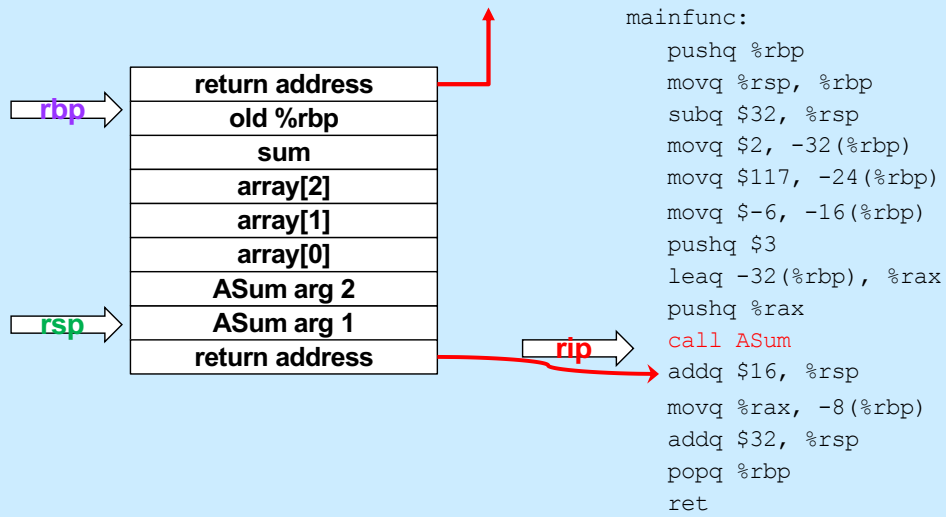 return address
rbp
old %rbp
sum
array[2]
array[1]
array[0]
ASum arg 2
rsp
ASum arg 1
return address
rip
mainfunc:
pushq %rbp
movq %rsp, %rbp
subq $32, %rsp
movq $2, -32(%rbp)
movq $117, -24(%rbp)
movq $-6, -16(%rbp)
pushq $3
leaq -32(%rbp), %rax
pushq %rax
call ASum
addq $16, %rsp
movq %rax, -8(%rbp)
addq $32, %rsp
popq %rbp
ret